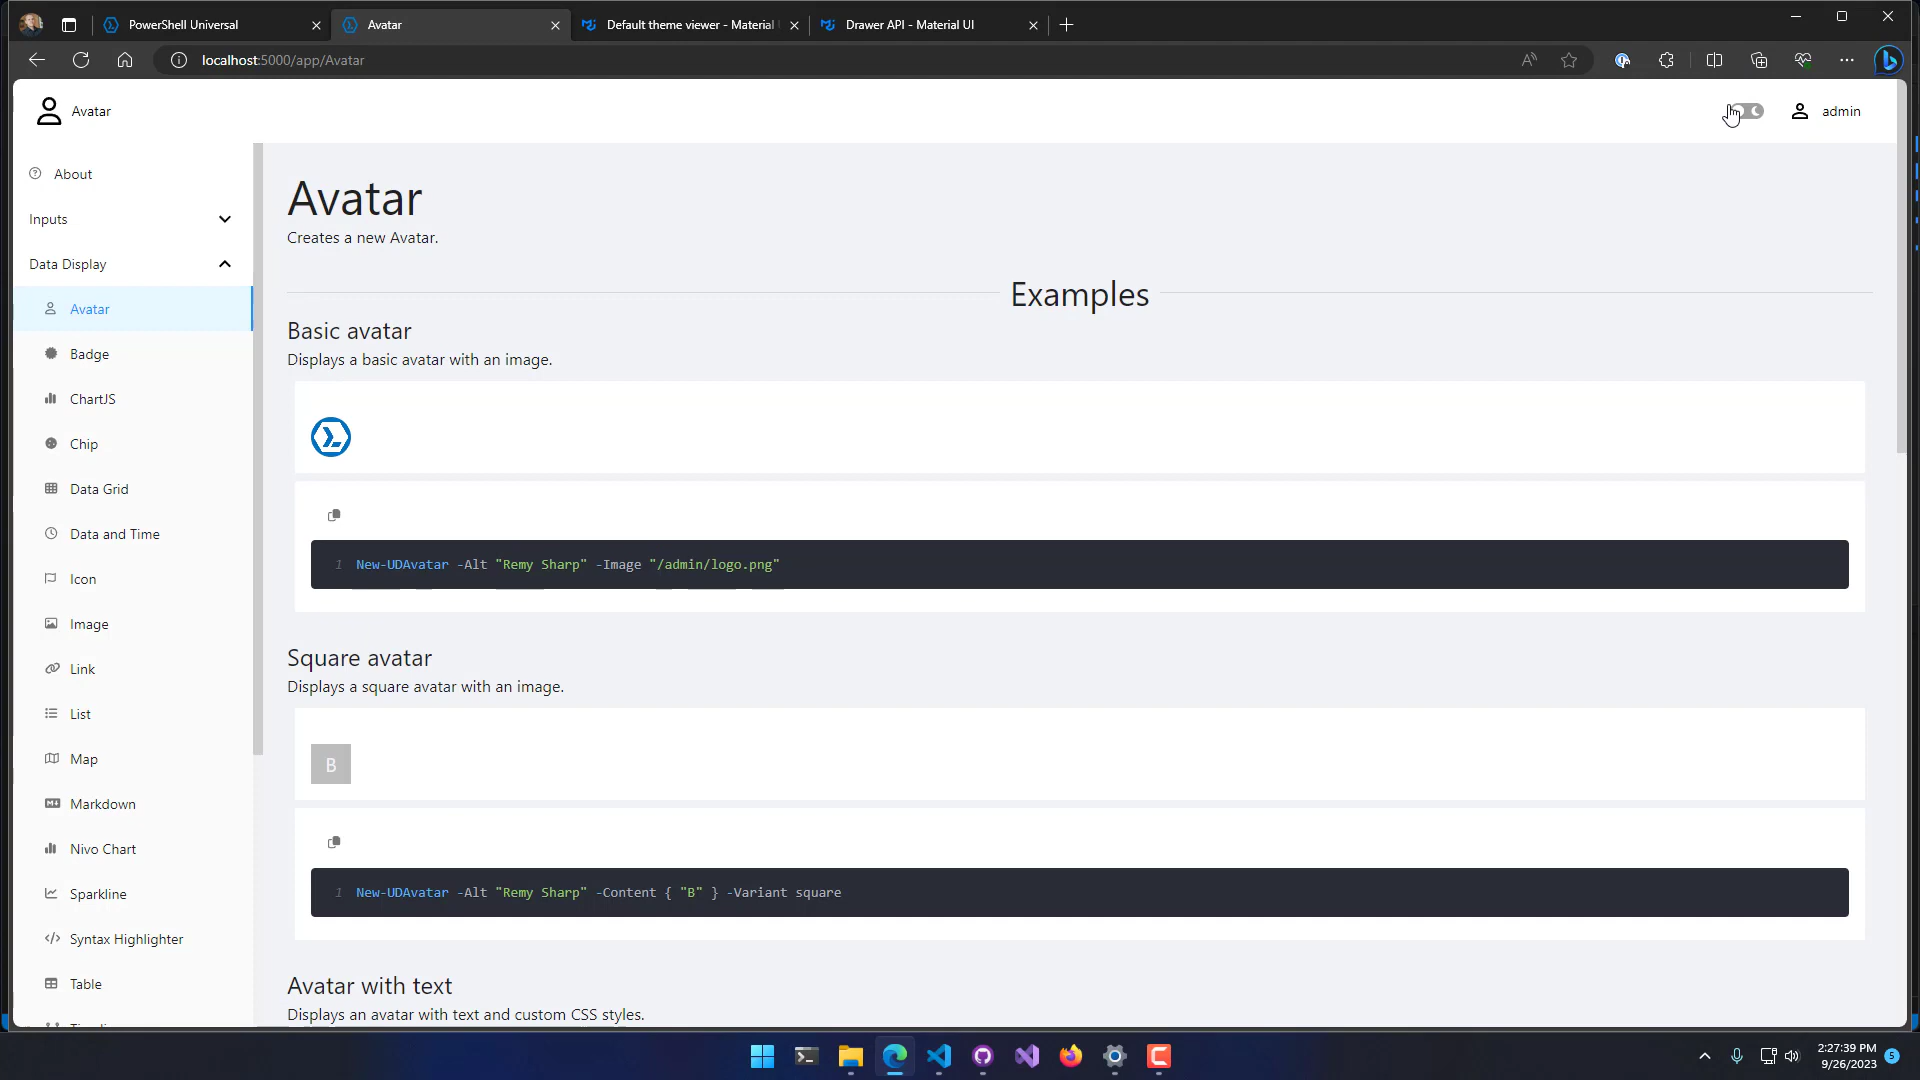 PowerShell Universal
Avatar
Default theme viewer - Material
Drawer API - Material UI
localhost:5000/app/Avatar
Avatar
admin
About
Inputs
Data Display
Avatar
Badge
ChartJS
Chip
Data Grid
Data and Time
Icon
Image
Link
List
Map
Markdown
Nivo Chart
Sparkline
Syntax Highlighter
Table
Avatar
Creates a new Avatar.
Examples
Basic avatar
Displays a basic avatar with an image.
1 New-UDAvatar -Alt "Remy Sharp" -Image "/admin/logo.png"
Square avatar
Displays a square avatar with an image.
B
1 New-UDAvatar -Alt "Remy Sharp" -Content { "B" } -Variant square
Avatar with text
Displays an avatar with text and custom CSS styles.
2:27:39 PM
9/26/2023
5